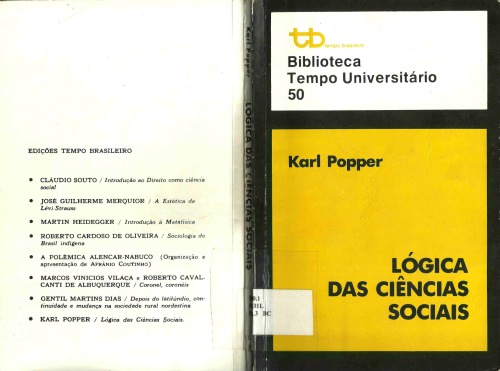 EDIÇÕES TEMPO BRASILEIRO
● CLÁUDIO SOUTO / Introdução ao Direito como ciência
social
● JOSÉ GUILHERME MERQUIOR / A Estética de
Lévi Strauss
● MARTIN HEIDEGGER / Introdução à Metafísica
● ROBERTO CARDOSO DE OLIVEIRA / Sociologia do
Brasil indígena
● A POLÊMICA ALENCAR-NABUCO (Organização e
apresentação de AFRÂNIO COUTINHO)
● MARCOS VINICIOS VILAÇA e ROBERTO CAVAL-
CANTI DE ALBUQUERQUE / Coronel, coronéis
● GENTIL MARTINS DIAS / Depois do latifúndio, con-
tinuidade e mudança na sociedade rural nordestina
● KARL POPPER / Lógica das Ciências Sociais.
Karl Popper
LÓGICA DAS CIÊNCIAS SOCIAIS
tb tempo brasileiro
Biblioteca
Tempo Universitário
50
Karl Popper
LÓGICA
DAS CIÊNCIAS
SOCIAIS
BC